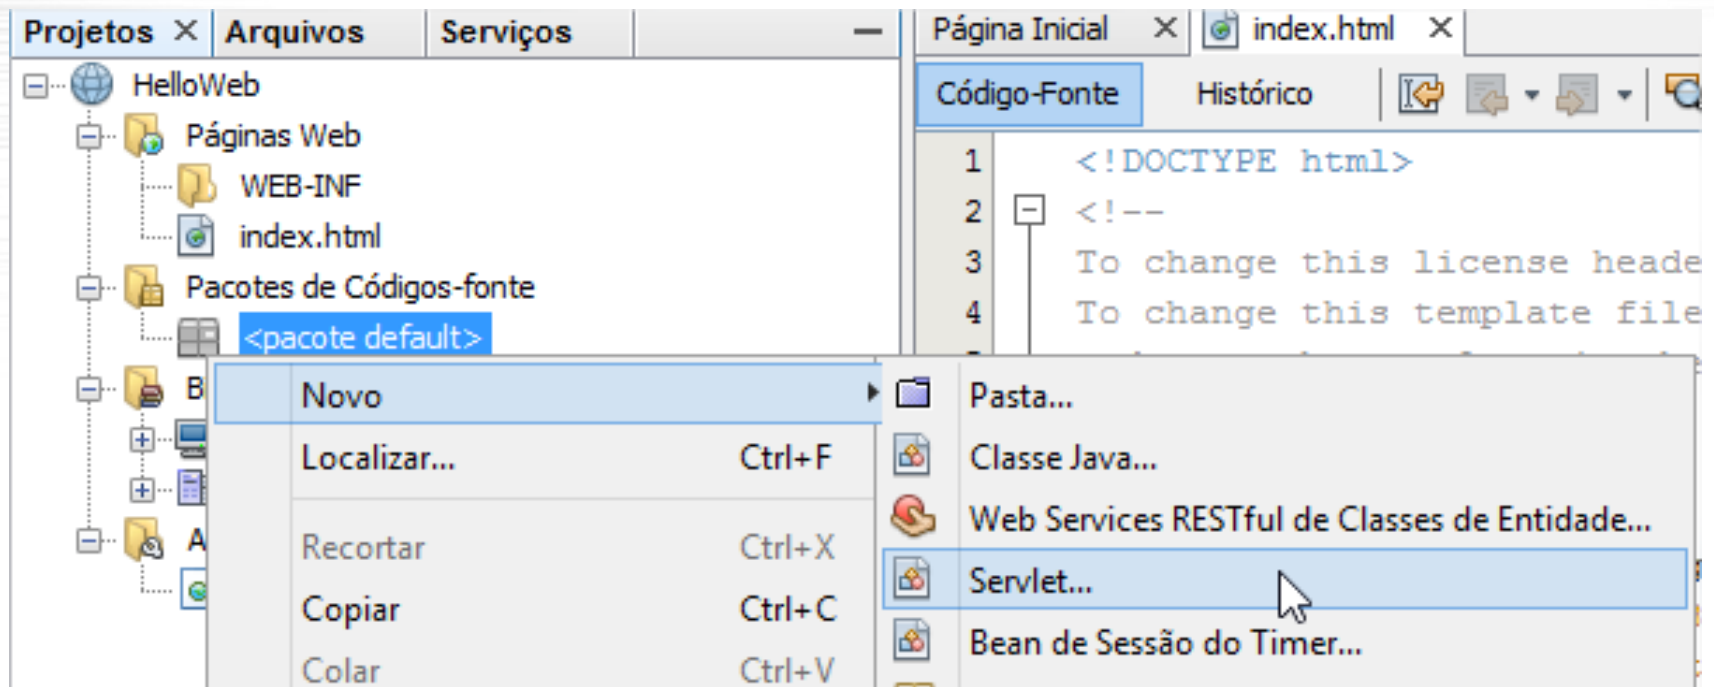 Projetos Arquivos Serviços
HelloWeb
Páginas Web
WEB-INF
index.html
Pacotes de Códigos-fonte
<pacote default>
B
A
Novo
Localizar... Ctrl+F
Recortar Ctrl+X
Copiar Ctrl+C
Colar Ctrl+V
Pasta...
Classe Java...
Web Services RESTful de Classes de Entidade...
Servlet...
Bean de Sessão do Timer...
Página Inicial index.html
Código-Fonte Histórico
1 <!DOCTYPE html>
2 <!--
3 To change this license heade
4 To change this template file